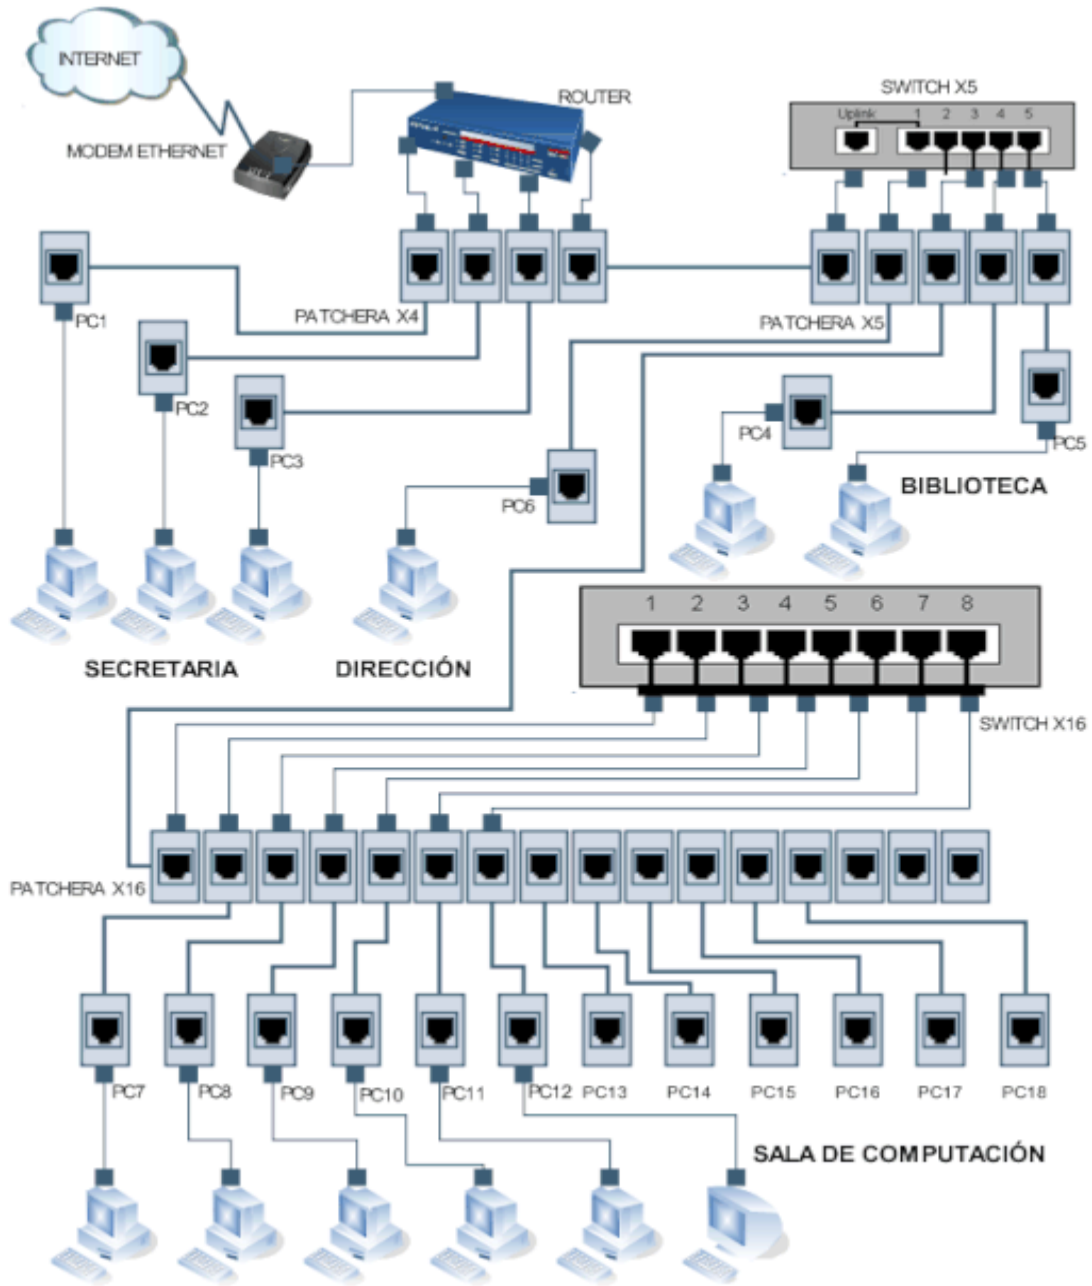 INTERNET
MODEM ETHERNET
ROUTER
SWITCH X5
Uplink 1 2 3 4 5
PC1
PATCHERA X4
PATCHERA X5
PC2
PC3
PC4
PC5
PC6
BIBLIOTECA
SECRETARIA
DIRECCIÓN
1 2 3 4 5 6 7 8
SWITCH X16
PATCHERA X16
PC7 PC8 PC9 PC10 PC11 PC12 PC13 PC14 PC15 PC16 PC17 PC18
SALA DE COMPUTACIÓN